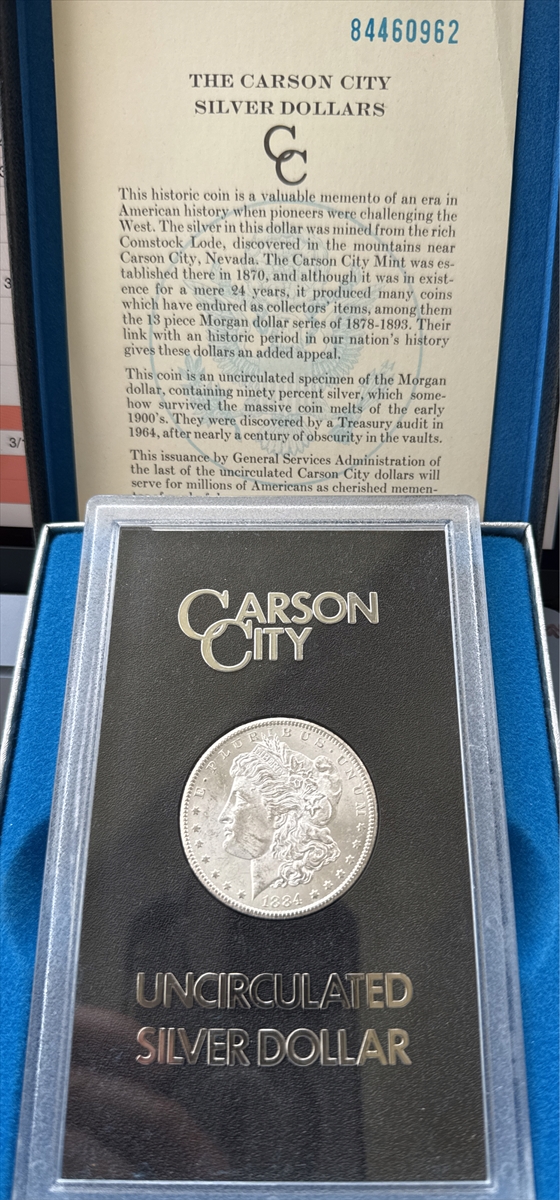 84460962
THE CARSON CITY
SILVER DOLLARS
CC
This historic coin is a valuable memento of an era in
American history when pioneers were challenging the
West. The silver in this dollar was mined from the rich
Comstock Lode, discovered in the mountains near
Carson City, Nevada. The Carson City Mint was es-
tablished there in 1870, and although it was in exist-
ence for a mere 24 years, it produced many coins
which have endured as collectors' items, among them
the 13 piece Morgan dollar series of 1878-1893. Their
link with an historic period in our nation's history
gives these dollars an added appeal.
This coin is an uncirculated specimen of the Morgan
dollar, containing ninety percent silver, which some-
how survived the massive coin melts of the early
1900's. They were discovered by a Treasury audit in
1964, after nearly a century of obscurity in the vaults.
This issuance by General Services Administration of
the last of the uncirculated Carson City dollars will
serve for millions of Americans as cherished memen-
CARSON
CITY
E · PLURIBUS · UNUM
1884
UNCIRCULATED
SILVER DOLLAR